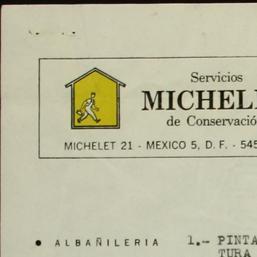 Servicios
MICHEL
de Conservació
MICHELET 21 - MEXICO 5, D. F. - 545
• ALBAÑILERIA 1.- PINTA
TURA